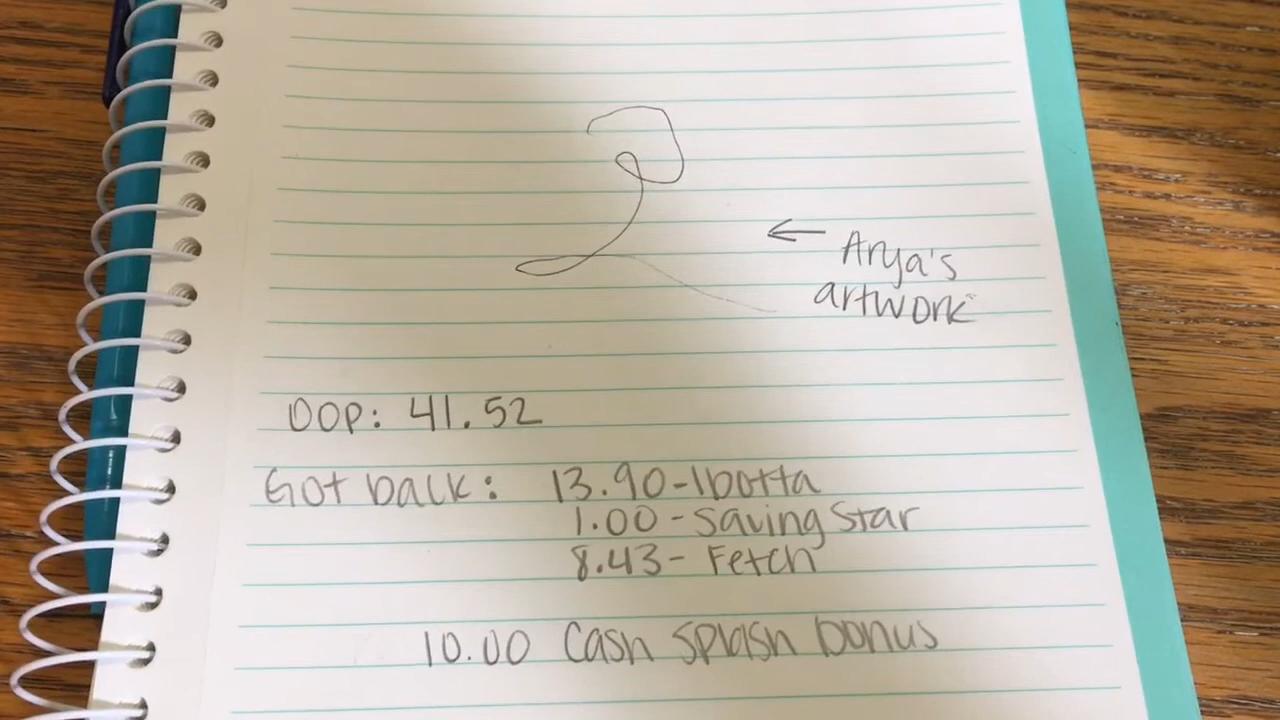 ← Arya's
artwork
OOP: 41.52
Got back: 13.90-Ibotta
1.00-Saving Star
8.43-Fetch
10.00 Cash Splash bonus